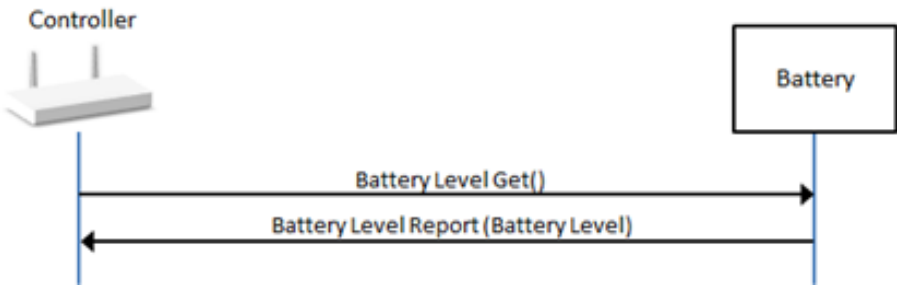 Controller
Battery
Battery Level Get()
Battery Level Report (Battery Level)